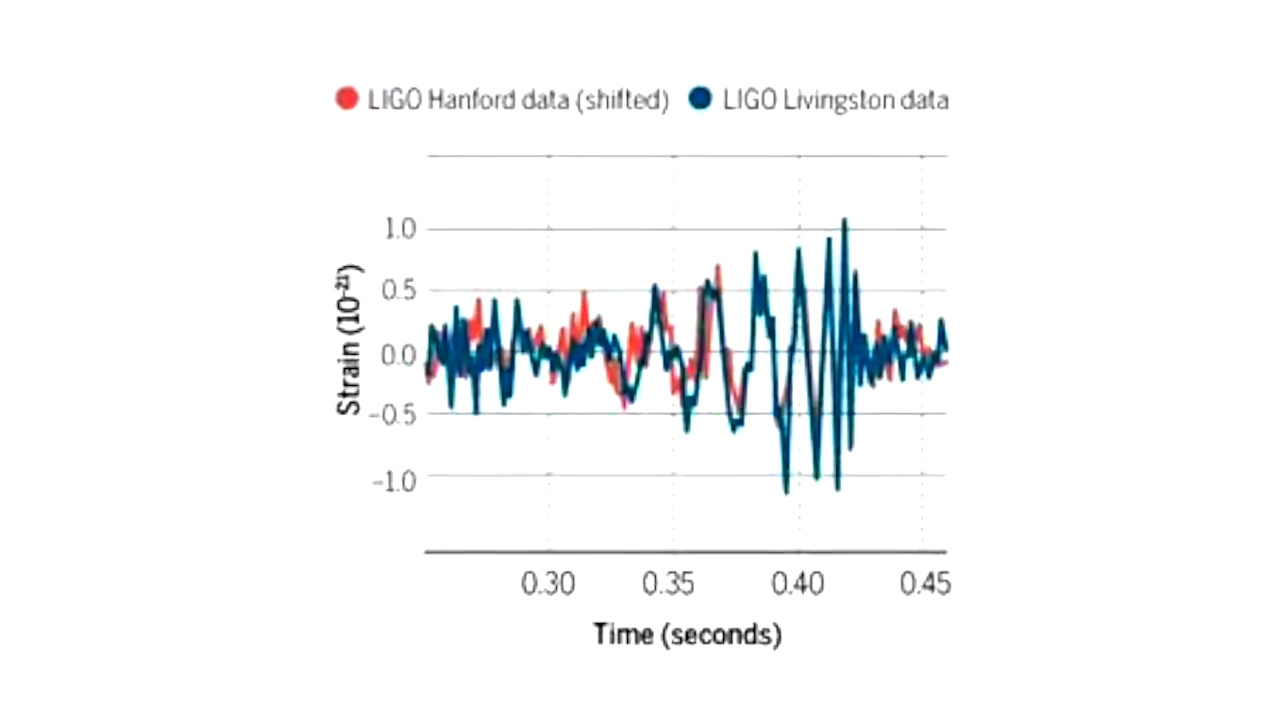 LIGO Hanford data (shifted) LIGO Livingston data
1.0
0.5
0.0
−0.5
−1.0
Strain (10⁻²¹)
0.30 0.35 0.40 0.45
Time (seconds)